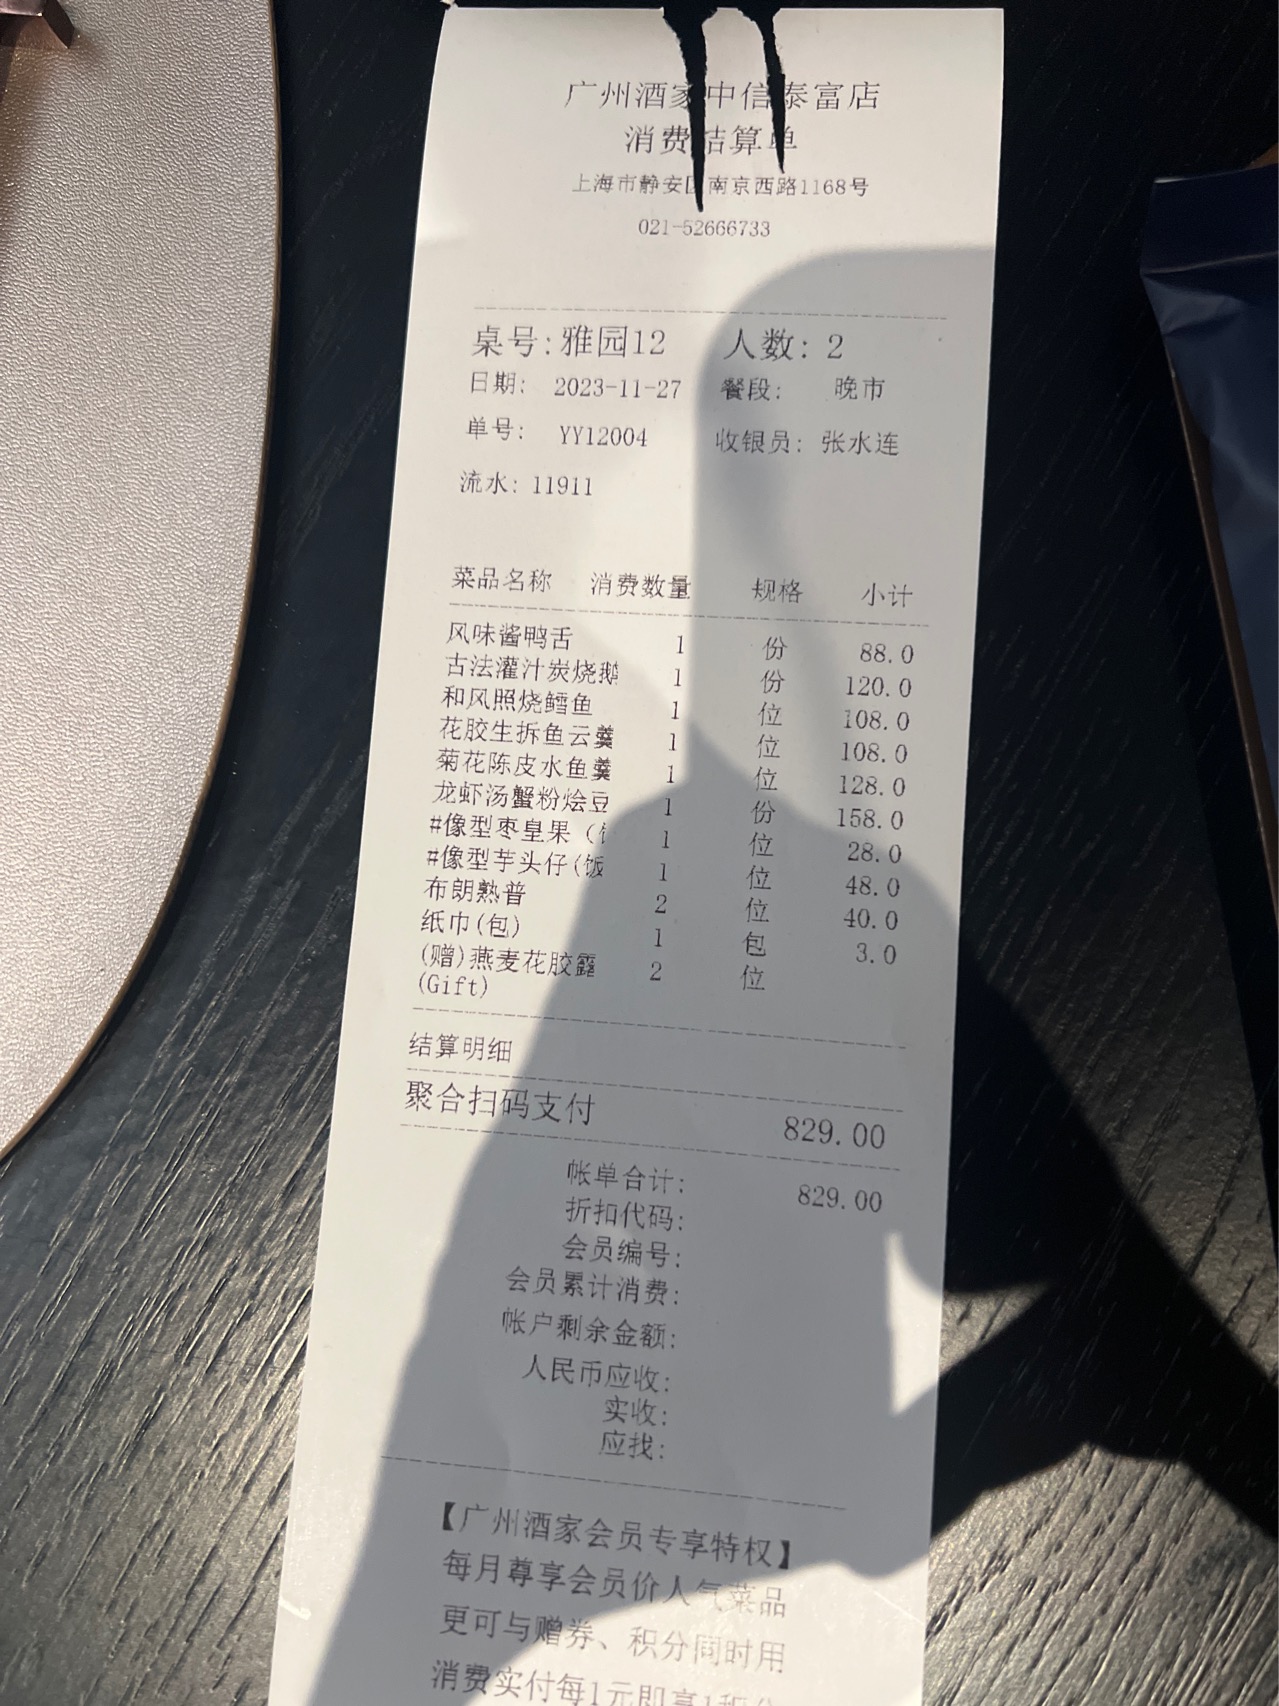 广州酒家中信泰富店
消费结算单
上海市静安区南京西路1168号
021-52666733
桌号:雅园12 人数: 2
日期: 2023-11-27 餐段: 晚市
单号: YY12004 收银员: 张水连
流水: 11911
菜品名称 消费数量 规格 小计
风味酱鸭舌 1 份 88.0
古法灌汁炭烧鹅 1 份 120.0
和风照烧鳕鱼 1 位 108.0
花胶生拆鱼云羹 1 位 108.0
菊花陈皮水鱼羹 1 位 128.0
龙虾汤蟹粉烩豆 1 份 158.0
#像型枣皇果 ( 1 位 28.0
#像型芋头仔(饭 1 位 48.0
布朗熟普 2 位 40.0
纸巾(包) 1 包 3.0
(赠)燕麦花胶露 2 位
(Gift)
结算明细
聚合扫码支付 829.00
帐单合计: 829.00
折扣代码:
会员编号:
会员累计消费:
帐户剩余金额:
人民币应收:
实收:
应找:
【广州酒家会员专享特权】
每月尊享会员价人气菜品
更可与赠券、积分同时用
消费实付每1元即享1积分